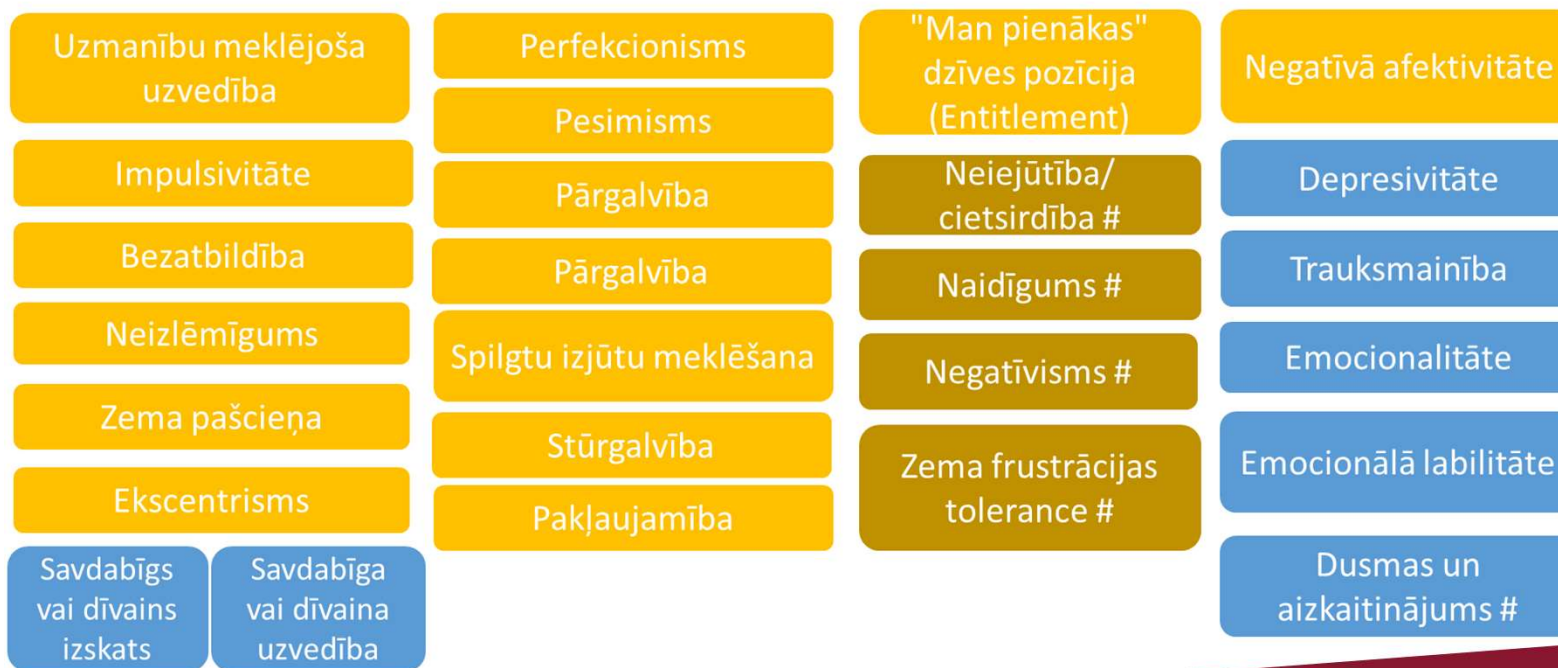 Uzmanību meklējoša
uzvedība
Impulsivitāte
Bezatbildība
Neizlēmīgums
Zema pašcieņa
Ekscentrisms
Savdabīgs
vai dīvains
izskats
Savdabīga
vai dīvaina
uzvedība
Perfekcionisms
Pesimisms
Pārgalvība
Pārgalvība
Spilgtu izjūtu meklēšana
Stūrgalvība
Pakļaujamība
"Man pienākas"
dzīves pozīcija
(Entitlement)
Neiejūtība/
cietsirdība #
Naidīgums #
Negatīvisms #
Zema frustrācijas
tolerance #
Negatīvā afektivitāte
Depresivitāte
Trauksmainība
Emocionalitāte
Emocionālā labilitāte
Dusmas un
aizkaitinājums #